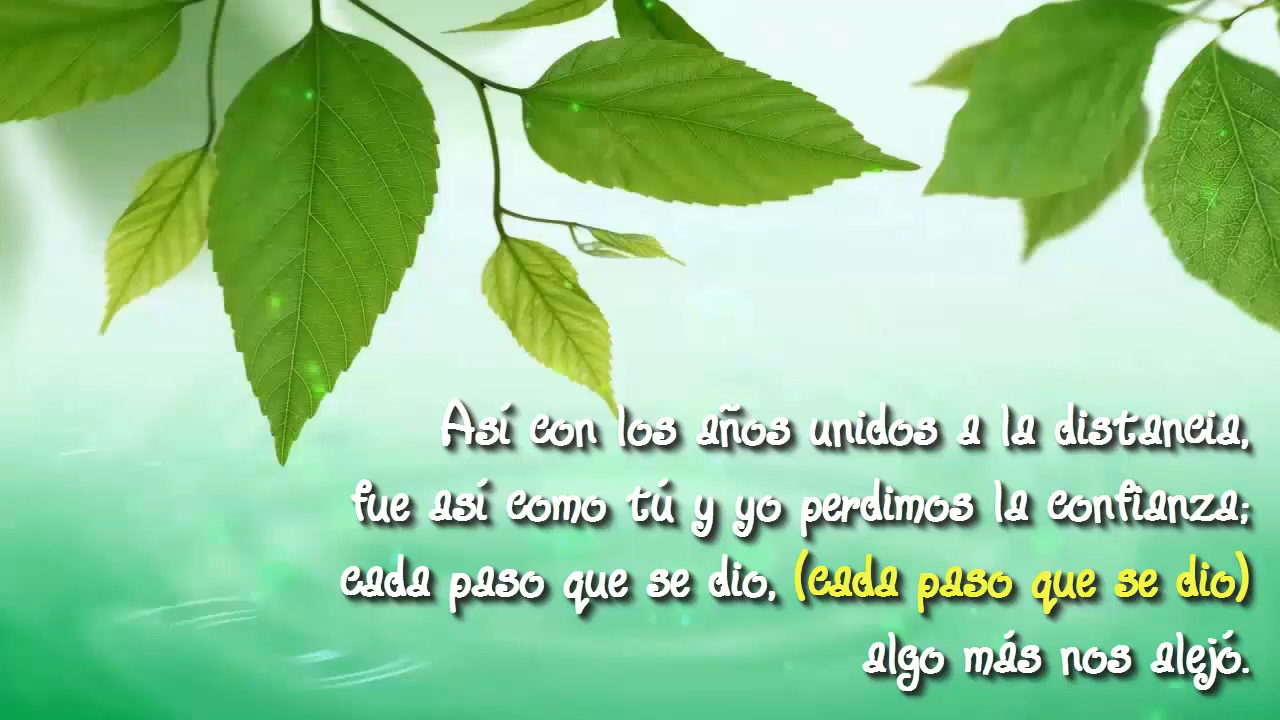 Así con los años unidos a la distancia,
fue así como tú y yo perdimos la confianza;
cada paso que se dio, (cada paso que se dio)
algo más nos alejó.